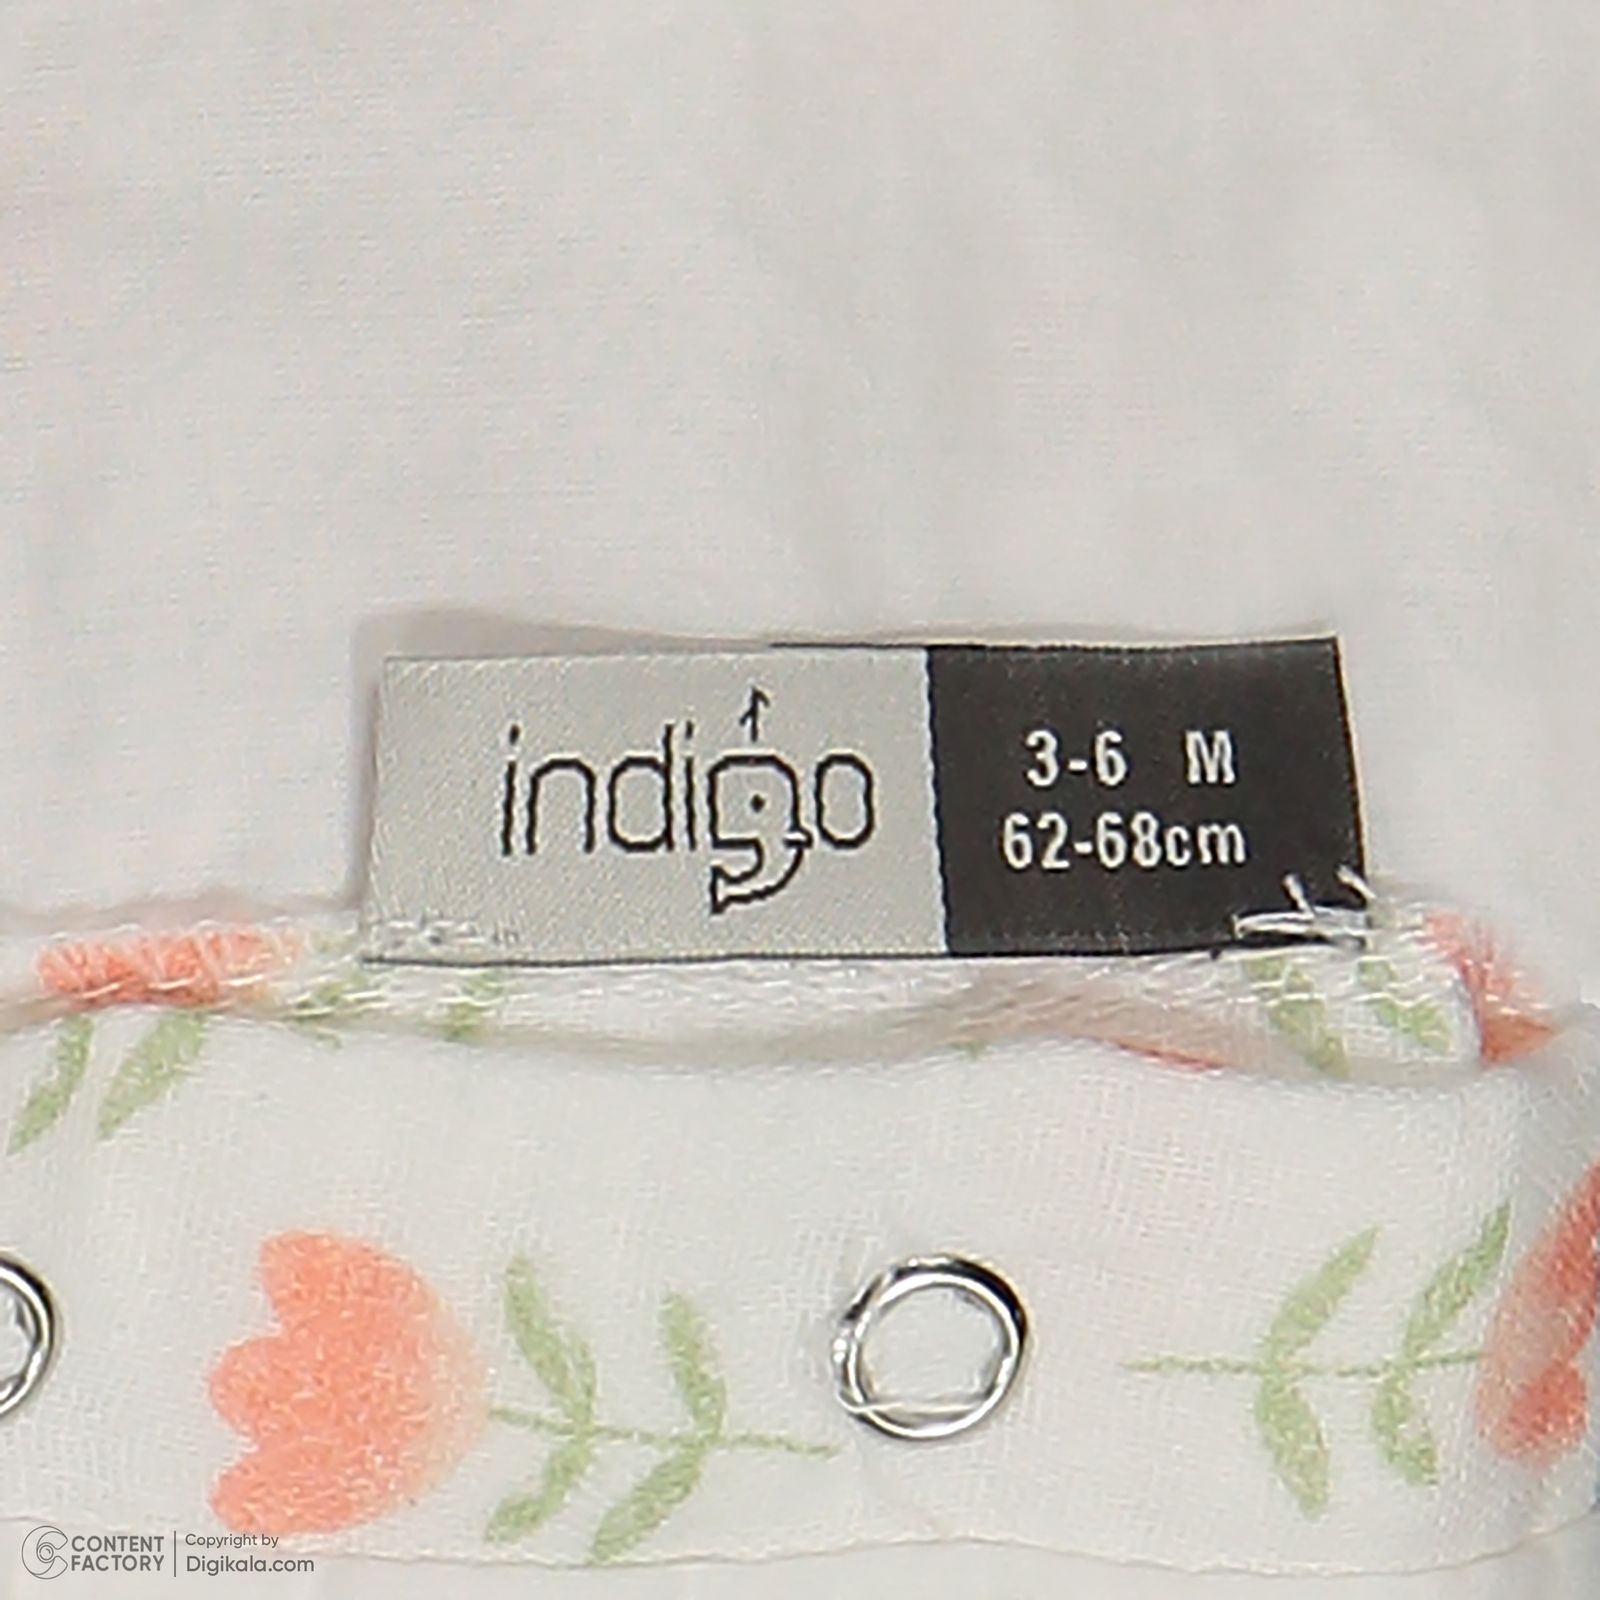 indigo
3-6 M
62-68cm
CONTENT FACTORY
Copyright by
Digikala.com